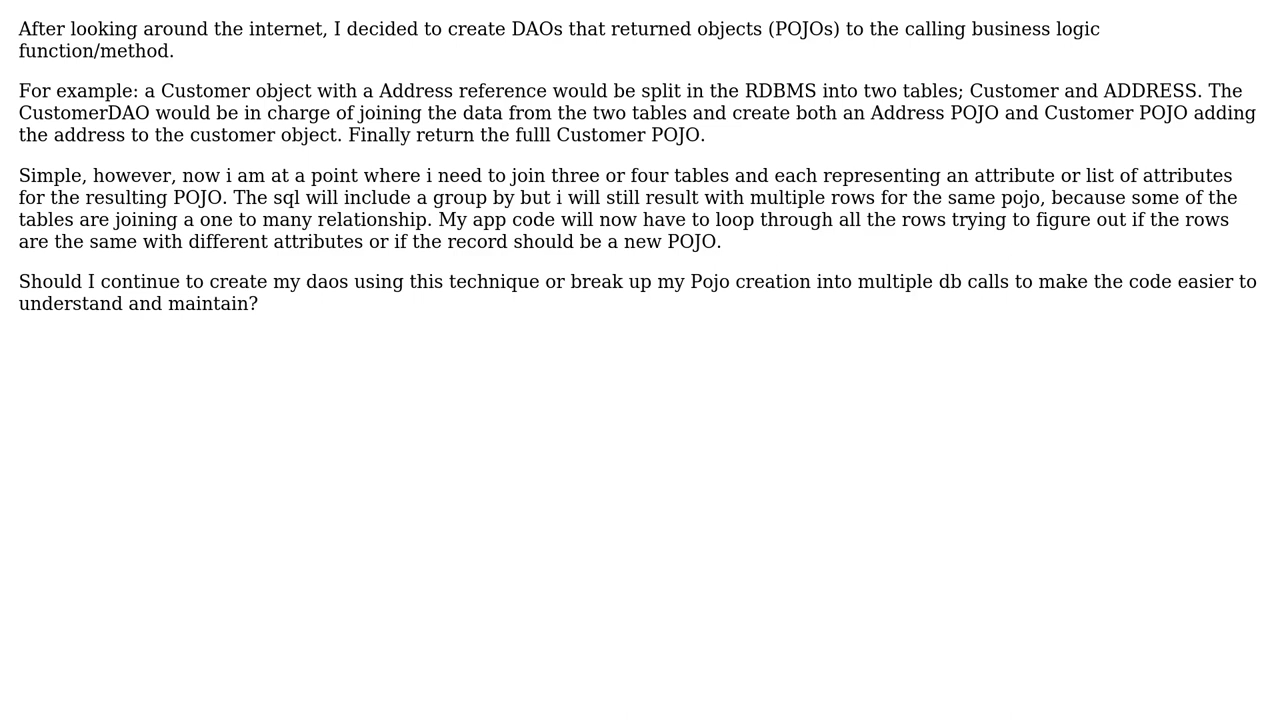 After looking around the internet, I decided to create DAOs that returned objects (POJOs) to the calling business logic
function/method.
For example: a Customer object with a Address reference would be split in the RDBMS into two tables; Customer and ADDRESS. The
CustomerDAO would be in charge of joining the data from the two tables and create both an Address POJO and Customer POJO adding
the address to the customer object. Finally return the fulll Customer POJO.
Simple, however, now i am at a point where i need to join three or four tables and each representing an attribute or list of attributes
for the resulting POJO. The sql will include a group by but i will still result with multiple rows for the same pojo, because some of the
tables are joining a one to many relationship. My app code will now have to loop through all the rows trying to figure out if the rows
are the same with different attributes or if the record should be a new POJO.
Should I continue to create my daos using this technique or break up my Pojo creation into multiple db calls to make the code easier to
understand and maintain?